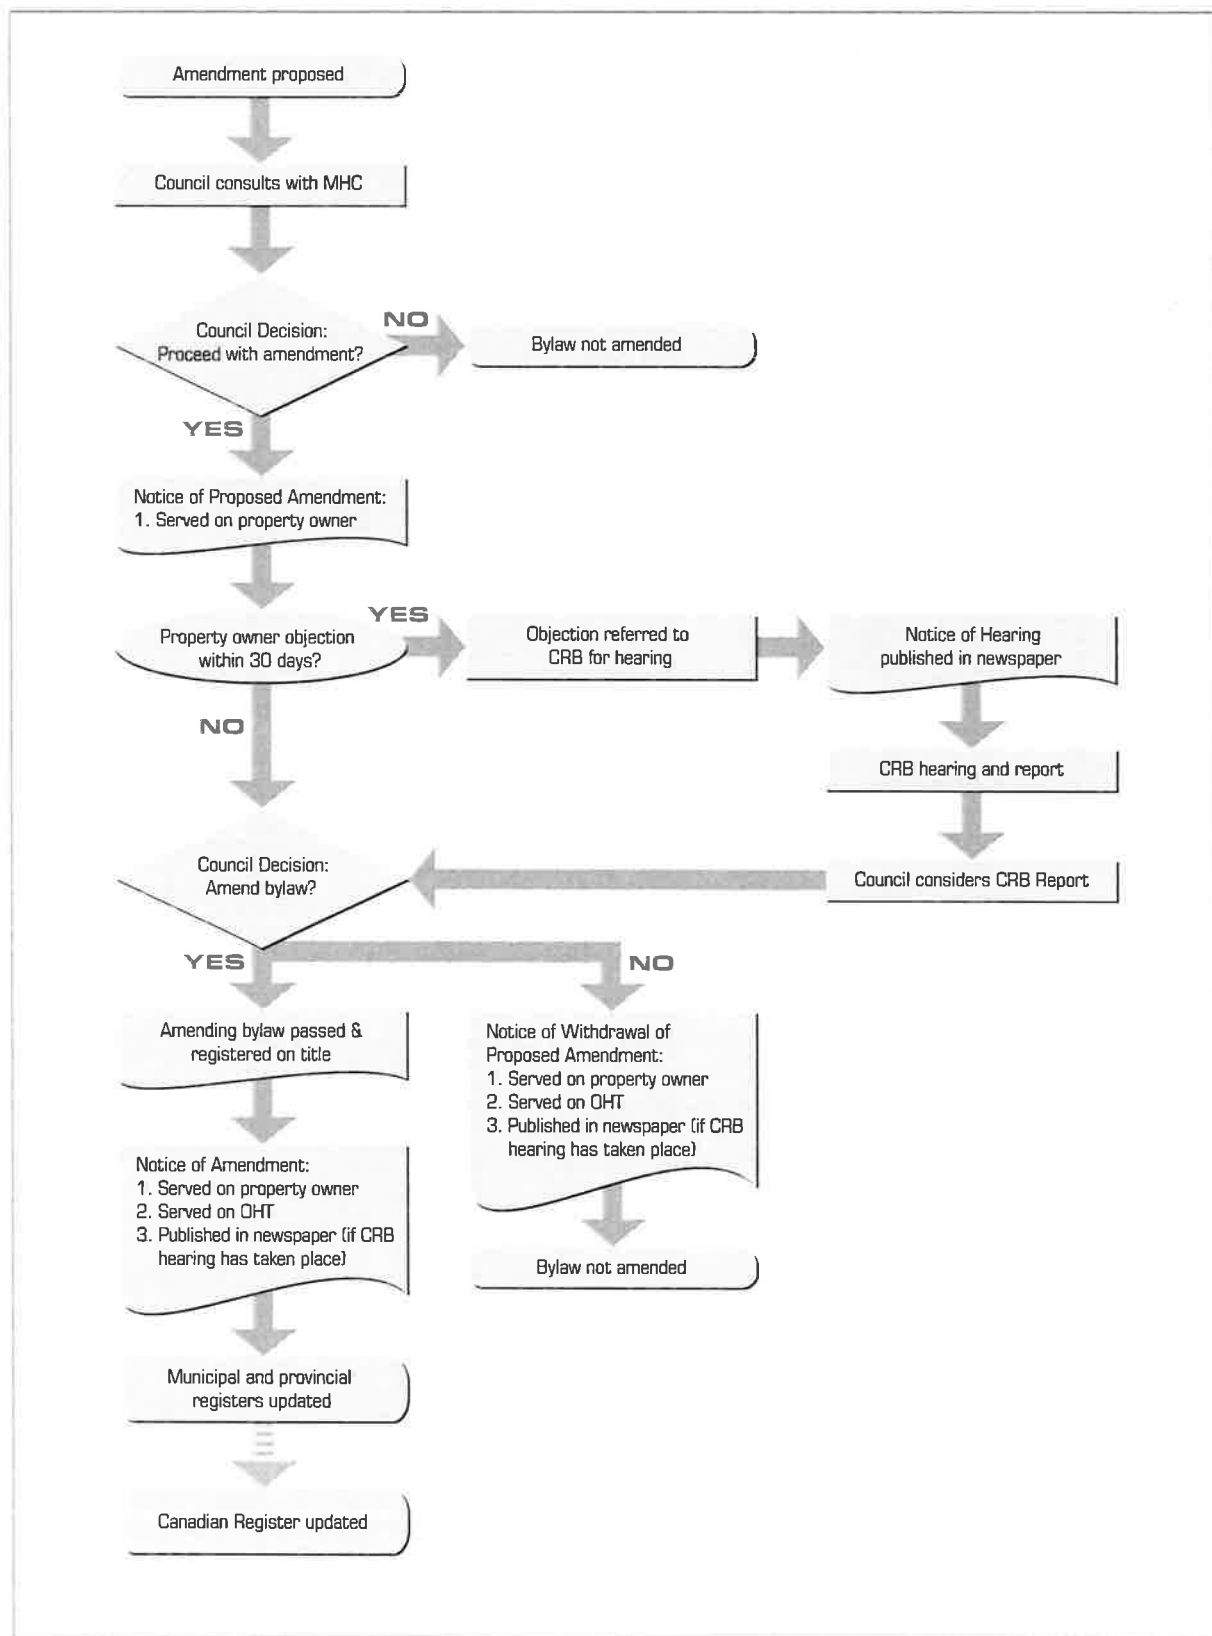 Amendment proposed
Council consults with MHC
Council Decision:
Proceed with amendment?
NO
Bylaw not amended
YES
Notice of Proposed Amendment:
1. Served on property owner
Property owner objection
within 30 days?
YES
Objection referred to
CRB for hearing
Notice of Hearing
published in newspaper
NO
CRB hearing and report
Council considers CRB Report
Council Decision:
Amend bylaw?
YES
NO
Amending bylaw passed &
registered on title
Notice of Withdrawal of
Proposed Amendment:
1. Served on property owner
2. Served on OHT
3. Published in newspaper (if CRB
hearing has taken place)
Notice of Amendment:
1. Served on property owner
2. Served on OHT
3. Published in newspaper (if CRB
hearing has taken place)
Bylaw not amended
Municipal and provincial
registers updated
Canadian Register updated